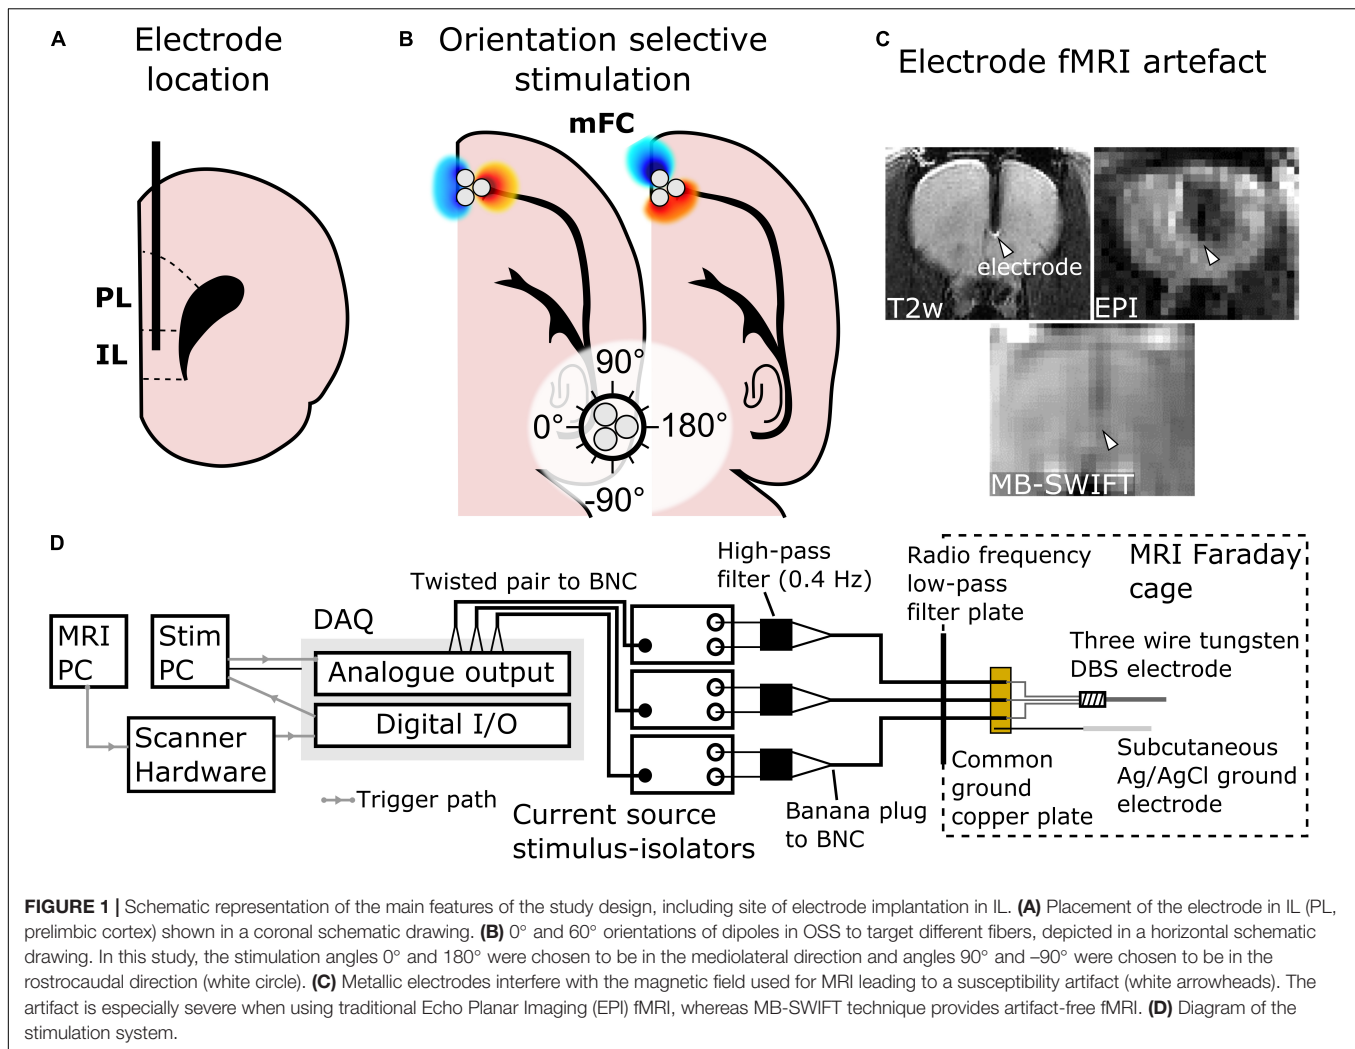 A
Electrode
location
PL
IL
B
Orientation selective
stimulation
mFC
90°
0°
180°
-90°
C
Electrode fMRI artefact
electrode
T2w
EPI
MB-SWIFT
D
MRI
PC
Stim
PC
Scanner
Hardware
DAQ
Analogue output
Digital I/O
Trigger path
Twisted pair to BNC
Current source
stimulus-isolators
High-pass
filter (0.4 Hz)
Banana plug
to BNC
Radio frequency
low-pass
filter plate
MRI Faraday
cage
Three wire tungsten
DBS electrode
Common
ground
copper plate
Subcutaneous
Ag/AgCl ground
electrode
FIGURE 1 | Schematic representation of the main features of the study design, including site of electrode implantation in IL. (A) Placement of the electrode in IL (PL,
prelimbic cortex) shown in a coronal schematic drawing. (B) 0° and 60° orientations of dipoles in OSS to target different fibers, depicted in a horizontal schematic
drawing. In this study, the stimulation angles 0° and 180° were chosen to be in the mediolateral direction and angles 90° and –90° were chosen to be in the
rostrocaudal direction (white circle). (C) Metallic electrodes interfere with the magnetic field used for MRI leading to a susceptibility artifact (white arrowheads). The
artifact is especially severe when using traditional Echo Planar Imaging (EPI) fMRI, whereas MB-SWIFT technique provides artifact-free fMRI. (D) Diagram of the
stimulation system.